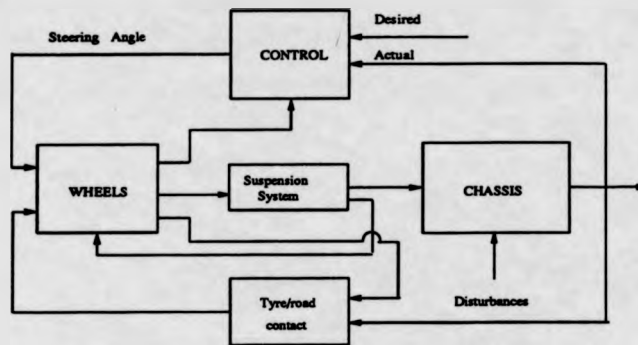 Desired
Steering Angle
CONTROL
Actual
WHEELS
Suspension
System
CHASSIS
Tyre/road
contact
Disturbances